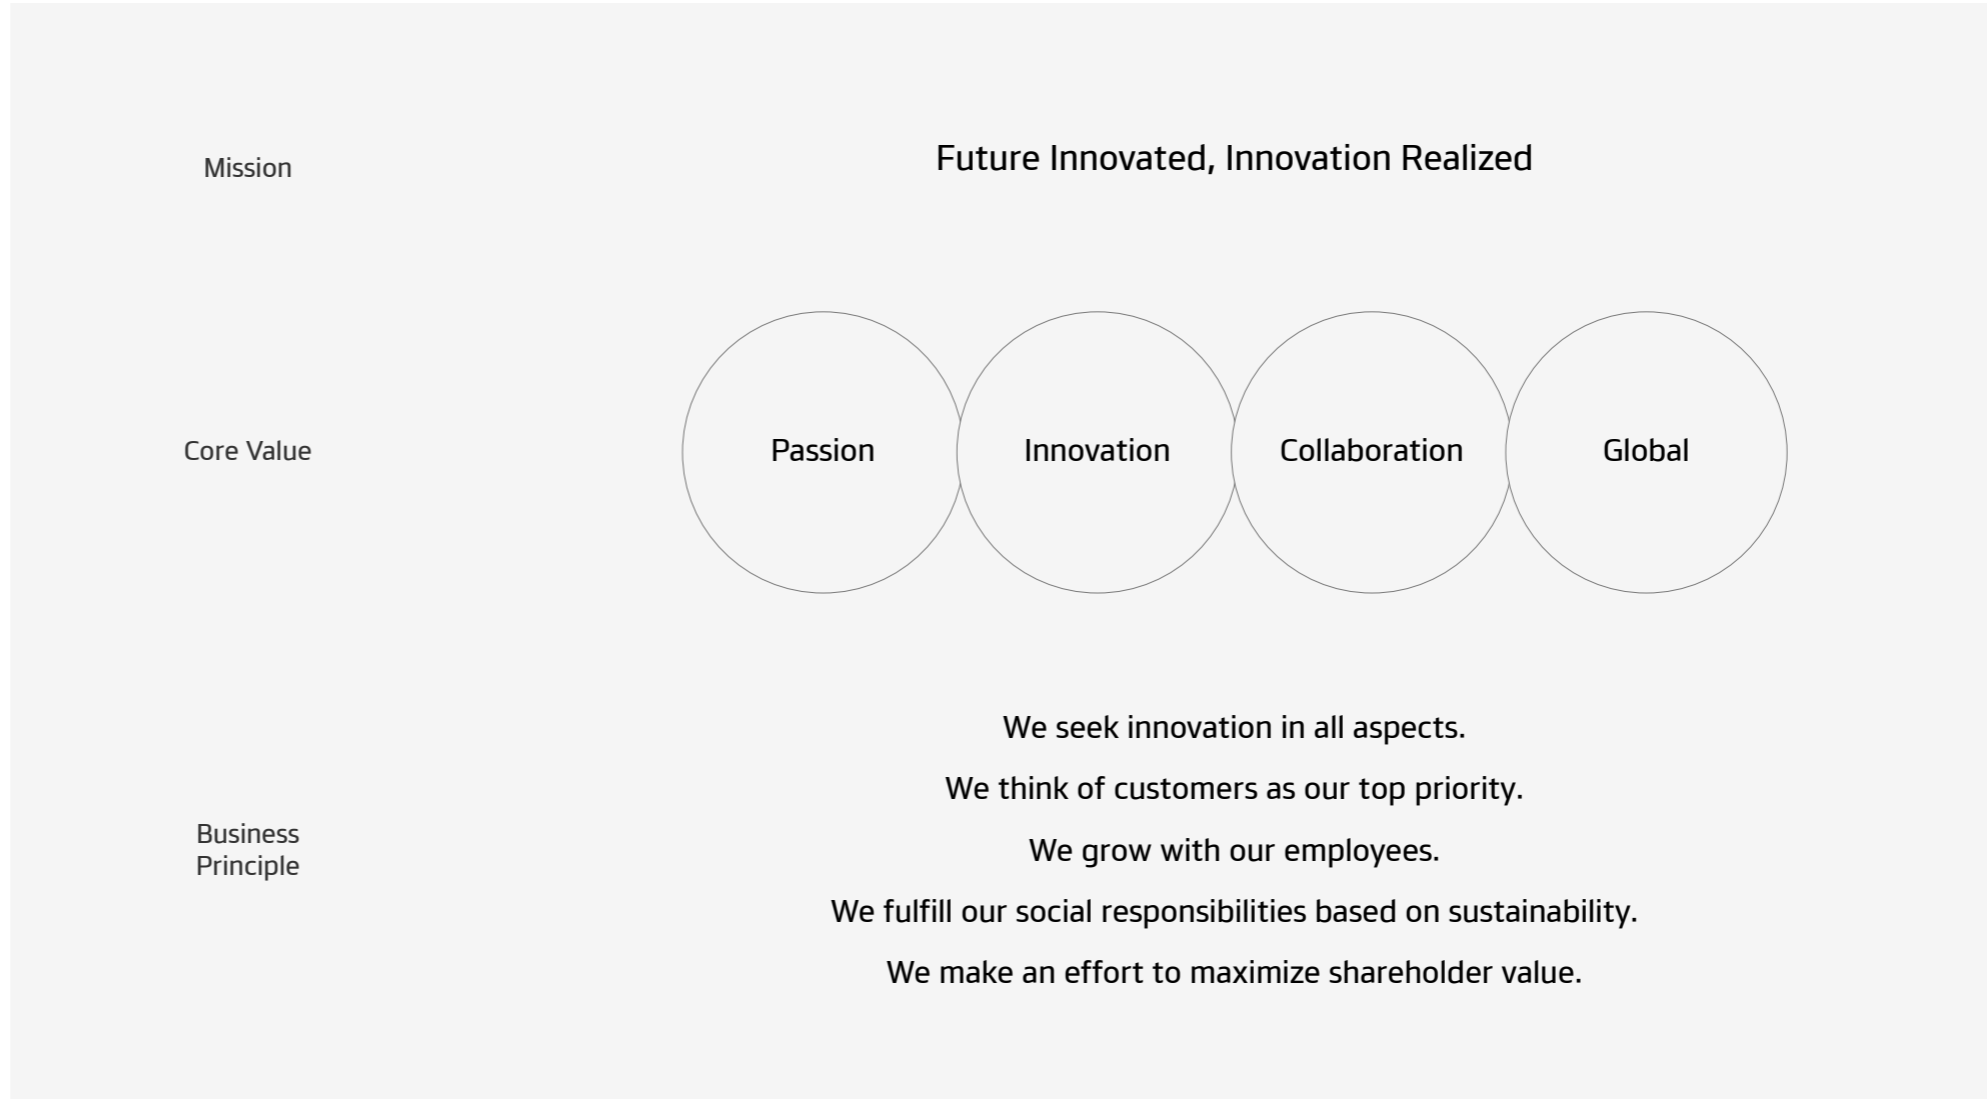 Mission
Future Innovated, Innovation Realized
Core Value
Passion
Innovation
Collaboration
Global
Business
Principle
We seek innovation in all aspects.
We think of customers as our top priority.
We grow with our employees.
We fulfill our social responsibilities based on sustainability.
We make an effort to maximize shareholder value.